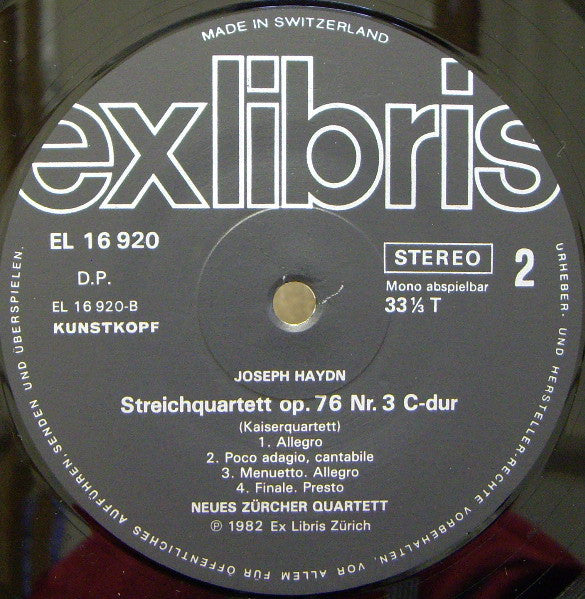 MADE IN SWITZERLAND
exlibris
EL 16 920
D.P.
EL 16 920-B
KUNSTKOPF
STEREO
2
Mono abspielbar
33⅓ T
JOSEPH HAYDN
Streichquartett op. 76 Nr. 3 C-dur
(Kaiserquartett)
1. Allegro
2. Poco adagio, cantabile
3. Menuetto. Allegro
4. Finale. Presto
NEUES ZÜRCHER QUARTETT
℗ 1982 Ex Libris Zürich
URHEBER- UND HERSTELLER-RECHTE VORBEHALTEN, VOR ALLEM FÜR ÖFFENTLICHES AUFFÜHREN, SENDEN UND ÜBERSPIELEN.